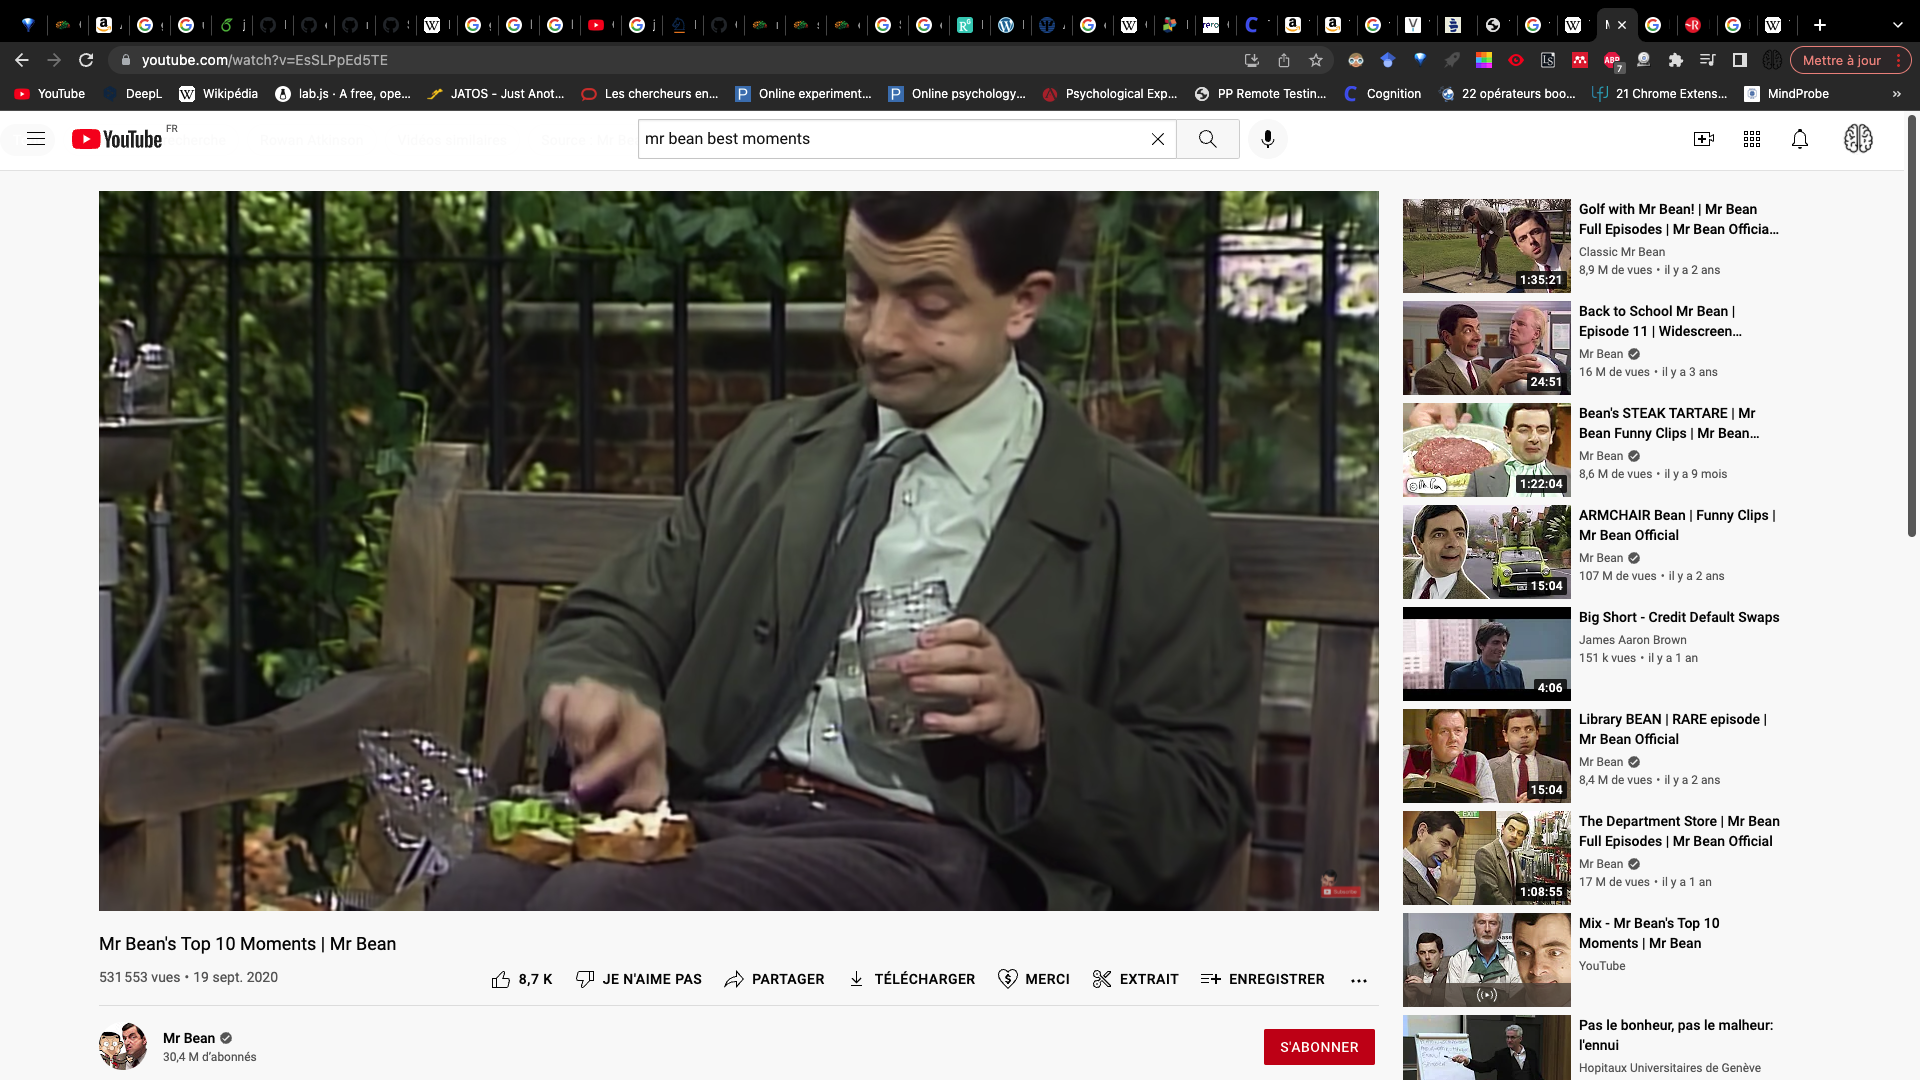 youtube.com/watch?v=EsSLPpEd5TE
7
Mettre à jour
YouTube
DeepL
Wikipédia
lab.js · A free, ope...
JATOS - Just Anot...
Les chercheurs en...
Online experiment...
Online psychology...
Psychological Exp...
PP Remote Testin...
Cognition
22 opérateurs boo...
21 Chrome Extens...
MindProbe
»
YouTube FR
mr bean best moments
Mr Bean's Top 10 Moments | Mr Bean
531 553 vues • 19 sept. 2020
8,7 K
JE N'AIME PAS
PARTAGER
TÉLÉCHARGER
MERCI
EXTRAIT
ENREGISTRER
Mr Bean
30,4 M d'abonnés
S'ABONNER
Subscribe
Golf with Mr Bean! | Mr Bean
Full Episodes | Mr Bean Officia...
Classic Mr Bean
8,9 M de vues • il y a 2 ans
1:35:21
Back to School Mr Bean |
Episode 11 | Widescreen...
Mr Bean
16 M de vues • il y a 3 ans
24:51
Bean's STEAK TARTARE | Mr
Bean Funny Clips | Mr Bean...
Mr Bean
8,6 M de vues • il y a 9 mois
1:22:04
ARMCHAIR Bean | Funny Clips |
Mr Bean Official
Mr Bean
107 M de vues • il y a 2 ans
15:04
Big Short - Credit Default Swaps
James Aaron Brown
151 k vues • il y a 1 an
4:06
Library BEAN | RARE episode |
Mr Bean Official
Mr Bean
8,4 M de vues • il y a 2 ans
15:04
The Department Store | Mr Bean
Full Episodes | Mr Bean Official
Mr Bean
17 M de vues • il y a 1 an
EXIT
1:08:55
Mix - Mr Bean's Top 10
Moments | Mr Bean
YouTube
Pas le bonheur, pas le malheur:
l'ennui
Hopitaux Universitaires de Genève